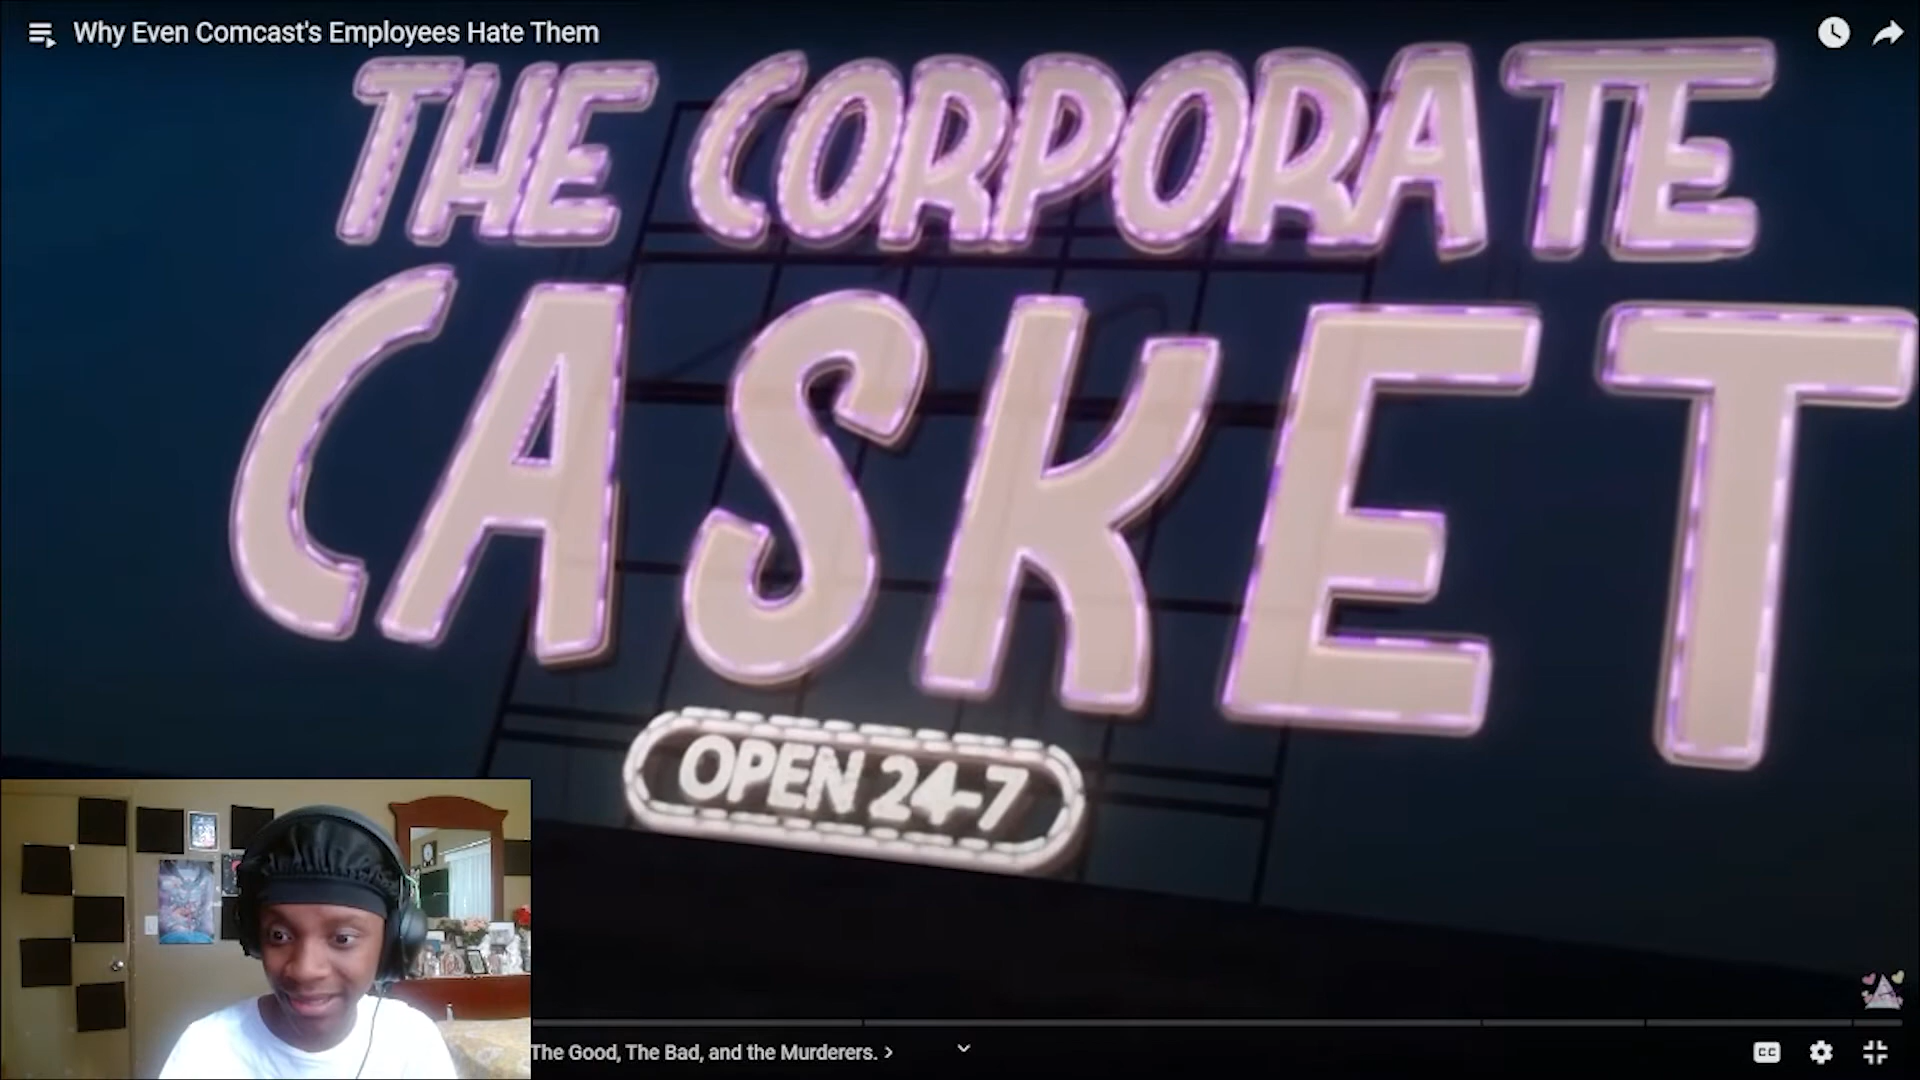 Why Even Comcast's Employees Hate Them
THE CORPORATE
CASKET
OPEN 24-7
The Good, The Bad, and the Murderers. >
CC